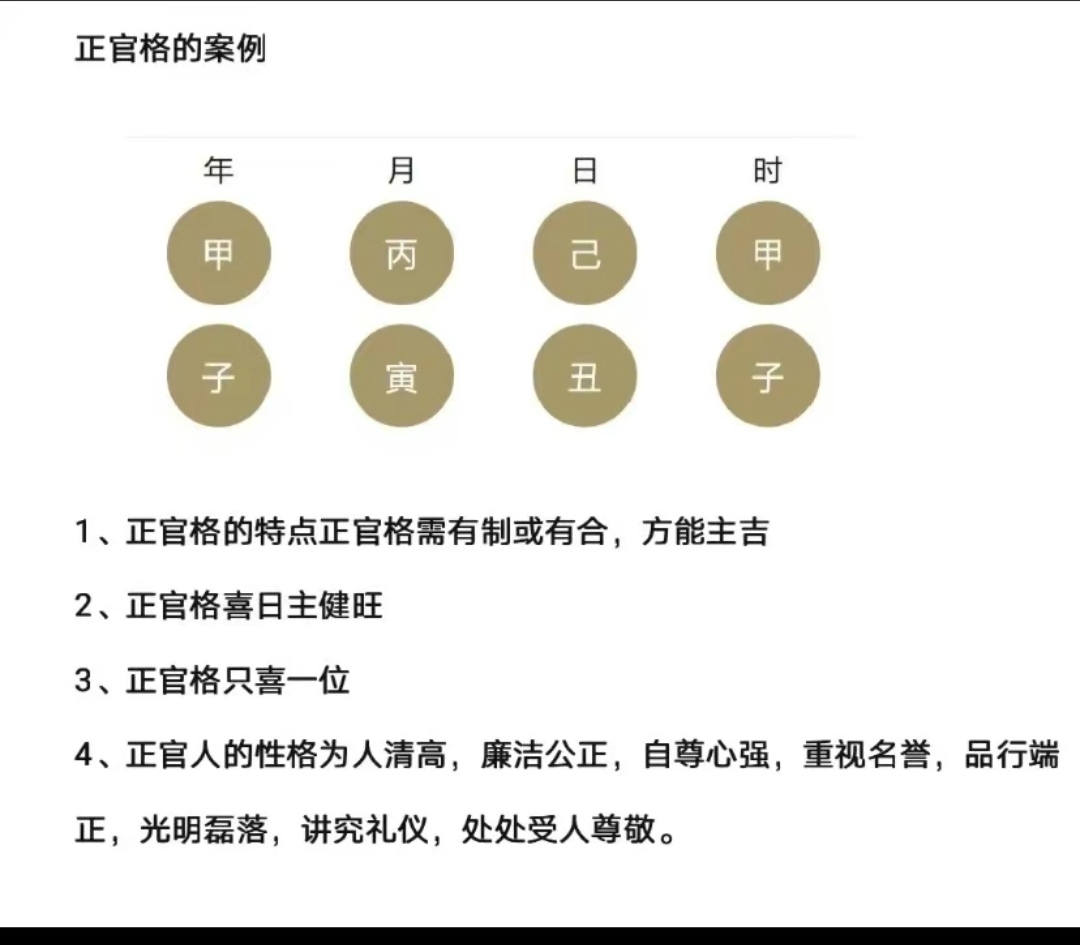 正官格的案例
年 月 日 时
甲 丙 己 甲
子 寅 丑 子
1、正官格的特点正官格需有制或有合，方能主吉
2、正官格喜日主健旺
3、正官格只喜一位
4、正官人的性格为人清高，廉洁公正，自尊心强，重视名誉，品行端
正，光明磊落，讲究礼仪，处处受人尊敬。